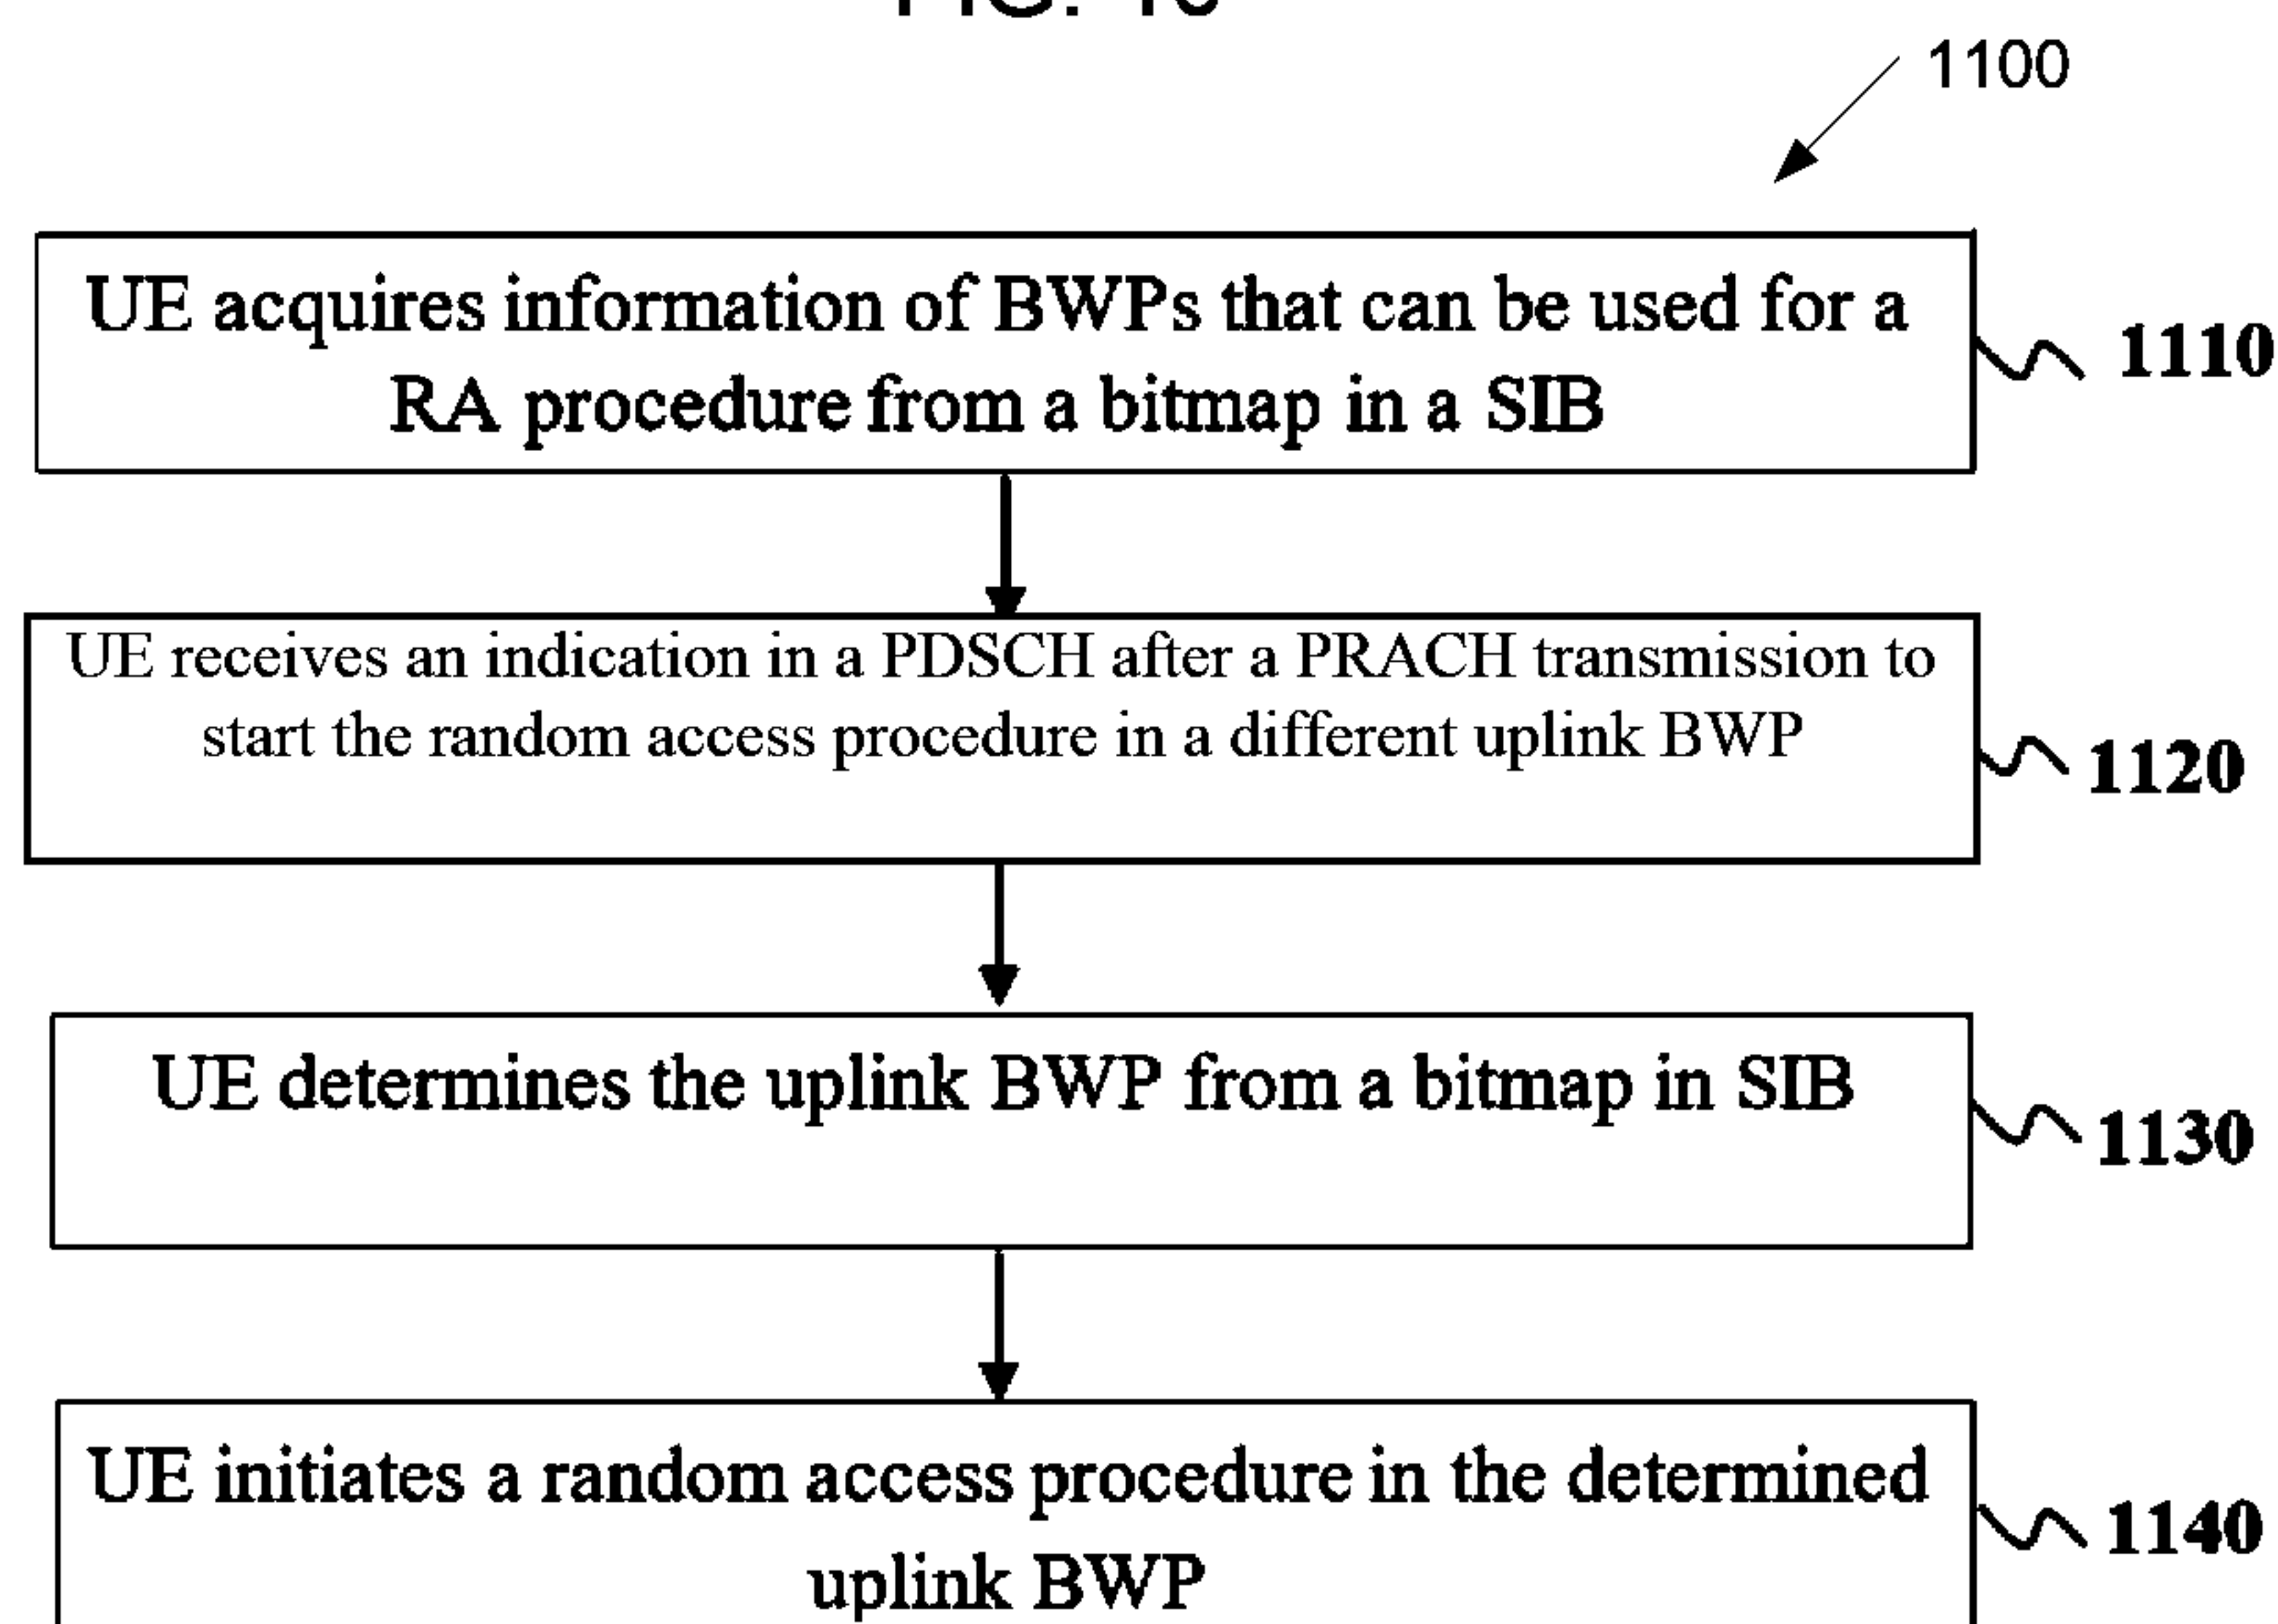 1100
UE acquires information of BWPs that can be used for a
RA procedure from a bitmap in a SIB
1110
UE receives an indication in a PDSCH after a PRACH transmission to
start the random access procedure in a different uplink BWP
1120
UE determines the uplink BWP from a bitmap in SIB
1130
UE initiates a random access procedure in the determined
uplink BWP
1140